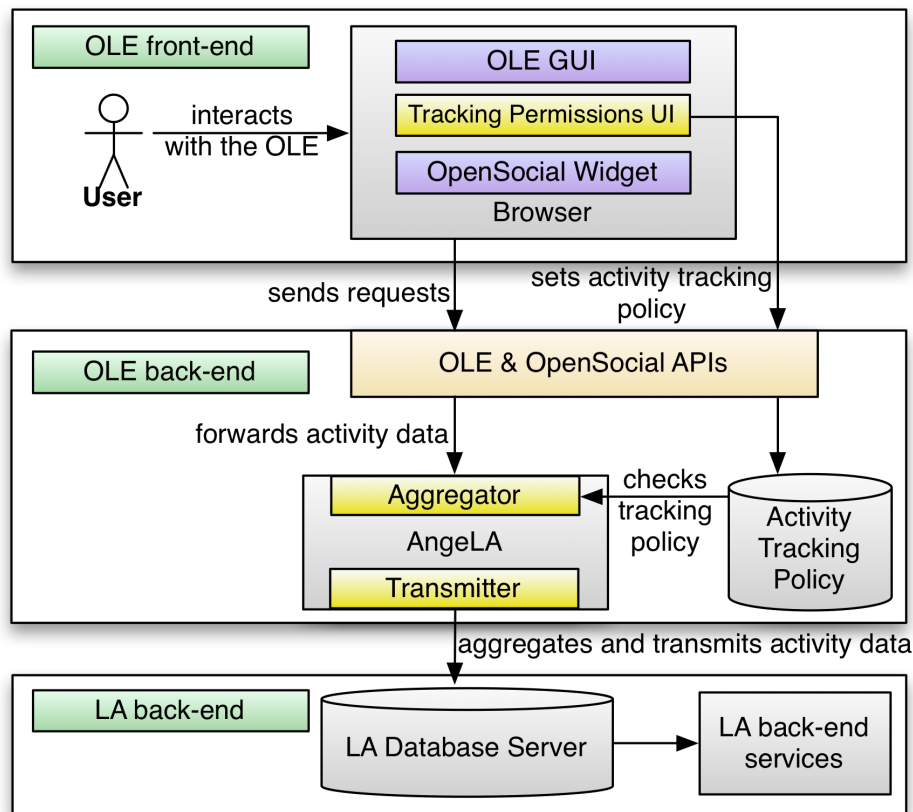 OLE front-end
OLE GUI
Tracking Permissions UI
interacts
with the OLE
OpenSocial Widget
User
Browser
sends requests
sets activity tracking
policy
OLE & OpenSocial APIs
OLE back-end
forwards activity data
Aggregator
checks
tracking
policy
AngeLA
Activity
Tracking
Policy
Transmitter
aggregates and transmits activity data
LA back-end
LA Database Server
LA back-end
services